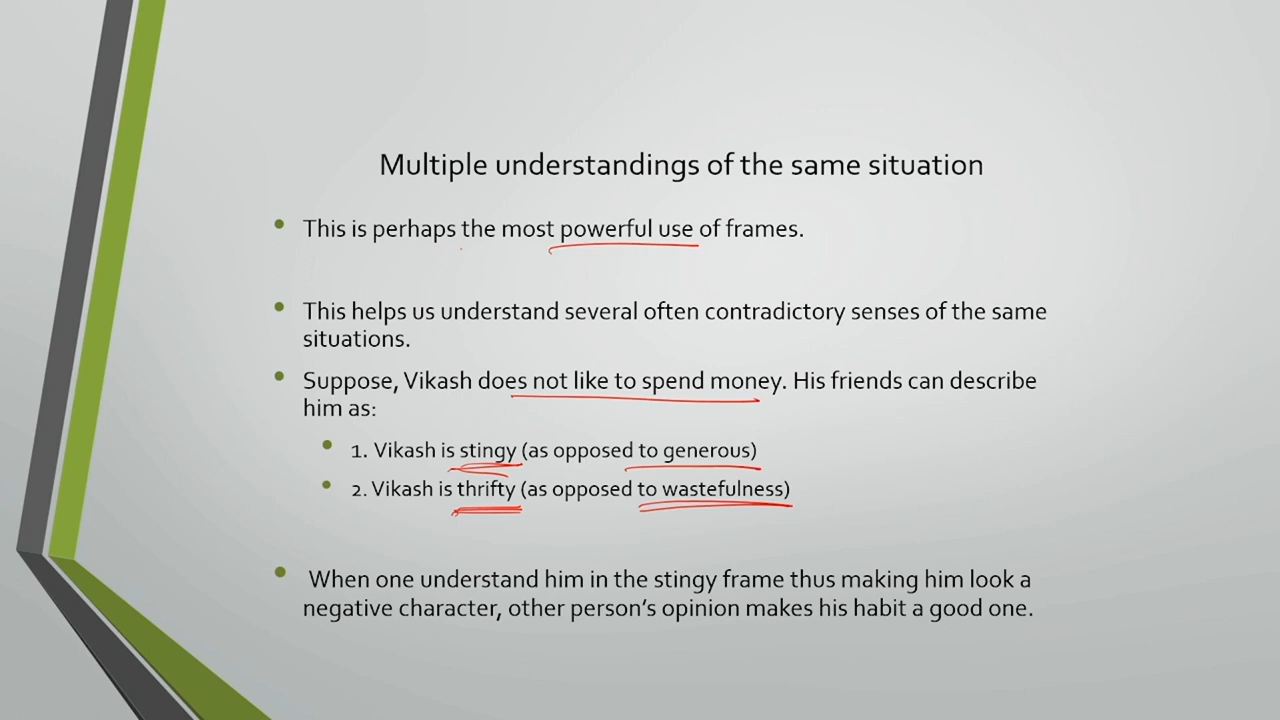 Multiple understandings of the same situation
This is perhaps the most powerful use of frames.
This helps us understand several often contradictory senses of the same
situations.
Suppose, Vikash does not like to spend money. His friends can describe
him as:
1. Vikash is stingy (as opposed to generous)
2. Vikash is thrifty (as opposed to wastefulness)
When one understand him in the stingy frame thus making him look a
negative character, other person's opinion makes his habit a good one.